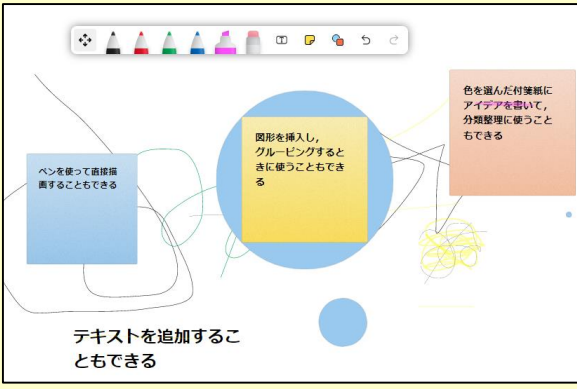 色を選んだ付箋紙に
アイデアを書いて,
分類整理に使うこと
もできる
図形を挿入し,
グルーピングすると
きに使うこともでき
る
ペンを使って直接描
画することもできる
テキストを追加するこ
ともできる